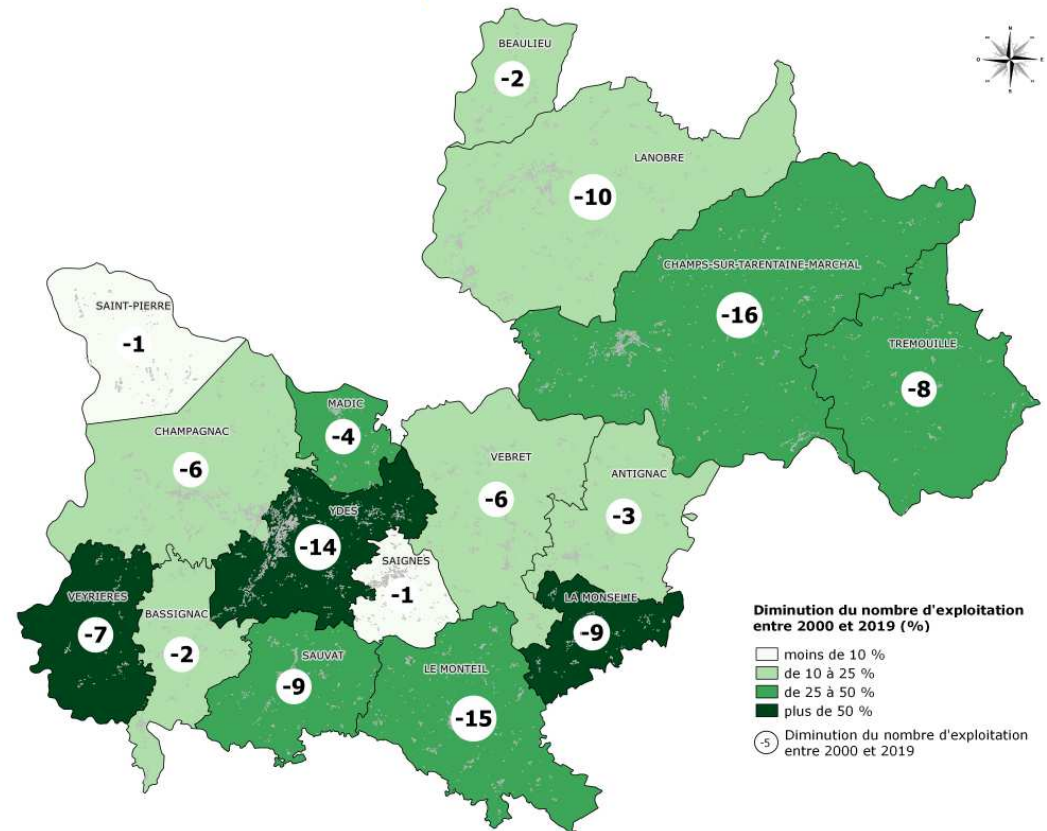 BEAULIEU
-2
N
O
E
S
LANOBRE
-10
CHAMPS-SUR-TARENTAINE-MARCHAL
-16
SAINT-PIERRE
-1
TREMOUILLE
-8
MADIC
-4
CHAMPAGNAC
-6
VEBRET
-6
ANTIGNAC
-3
YDES
-14
SAIGNES
-1
VEYRIERES
-7
BASSIGNAC
-2
LA MONSELIE
-9
SAUVAT
-9
LE MONTEIL
-15
Diminution du nombre d'exploitation
entre 2000 et 2019 (%)
moins de 10 %
de 10 à 25 %
de 25 à 50 %
plus de 50 %
-5 Diminution du nombre d'exploitation
entre 2000 et 2019